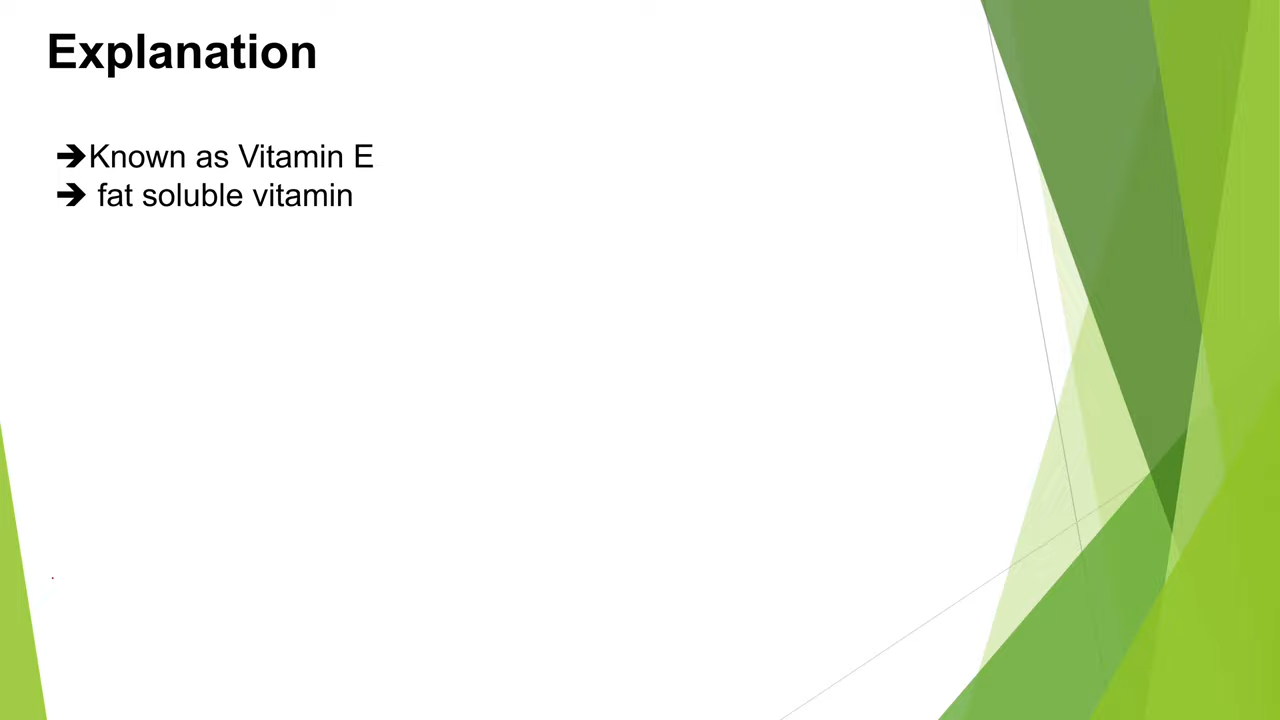 Explanation
➔Known as Vitamin E
➔ fat soluble vitamin